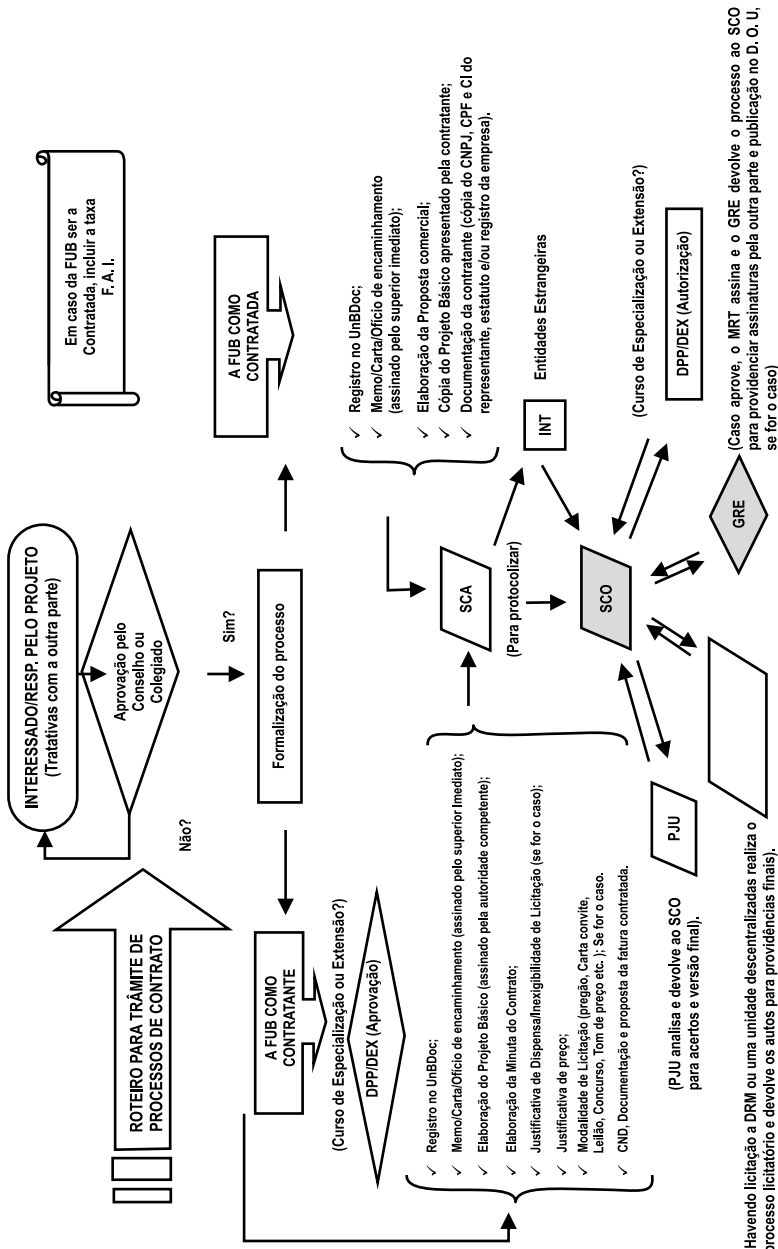 ROTEIRO PARA TRÂMITE DE
PROCESSOS DE CONTRATO
INTERESSADO/RESP. PELO PROJETO
(Tratativas com a outra parte)
Em caso da FUB ser a
Contratada, incluir a taxa
F. A. I.
Aprovação pelo
Conselho ou
Colegiado
Não?
Sim?
Formalização do processo
A FUB COMO
CONTRATANTE
A FUB COMO
CONTRATADA
(Curso de Especialização ou Extensão?)
DPP/DEX (Aprovação)
✓ Registro no UnBDoc;
✓ Memo/Carta/Ofício de encaminhamento (assinado pelo superior Imediato);
✓ Elaboração do Projeto Básico (assinado pela autoridade competente);
✓ Elaboração da Minuta do Contrato;
✓ Justificativa de Dispensa/Inexigibilidade de Licitação (se for o caso);
✓ Justificativa de preço;
✓ Modalidade de Licitação (pregão, Carta convite,
Leilão, Concurso, Tom de preço etc. ); Se for o caso.
✓ CND, Documentação e proposta da fatura contratada.
✓ Registro no UnBDoc;
✓ Memo/Carta/Ofício de encaminhamento
(assinado pelo superior imediato);
✓ Elaboração da Proposta comercial;
✓ Cópia do Projeto Básico apresentado pela contratante;
✓ Documentação da contratante (cópia do CNPJ, CPF e CI do
representante, estatuto e/ou registro da empresa).
SCA
(Para protocolizar)
INT
Entidades Estrangeiras
SCO
(Curso de Especialização ou Extensão?)
DPP/DEX (Autorização)
PJU
(PJU analisa e devolve ao SCO
para acertos e versão final).
GRE
(Caso aprove, o MRT assina e o GRE devolve o processo ao SCO
para providenciar assinaturas pela outra parte e publicação no D. O. U,
se for o caso)
Havendo licitação a DRM ou uma unidade descentralizadas realiza o
processo licitatório e devolve os autos para providências finais).